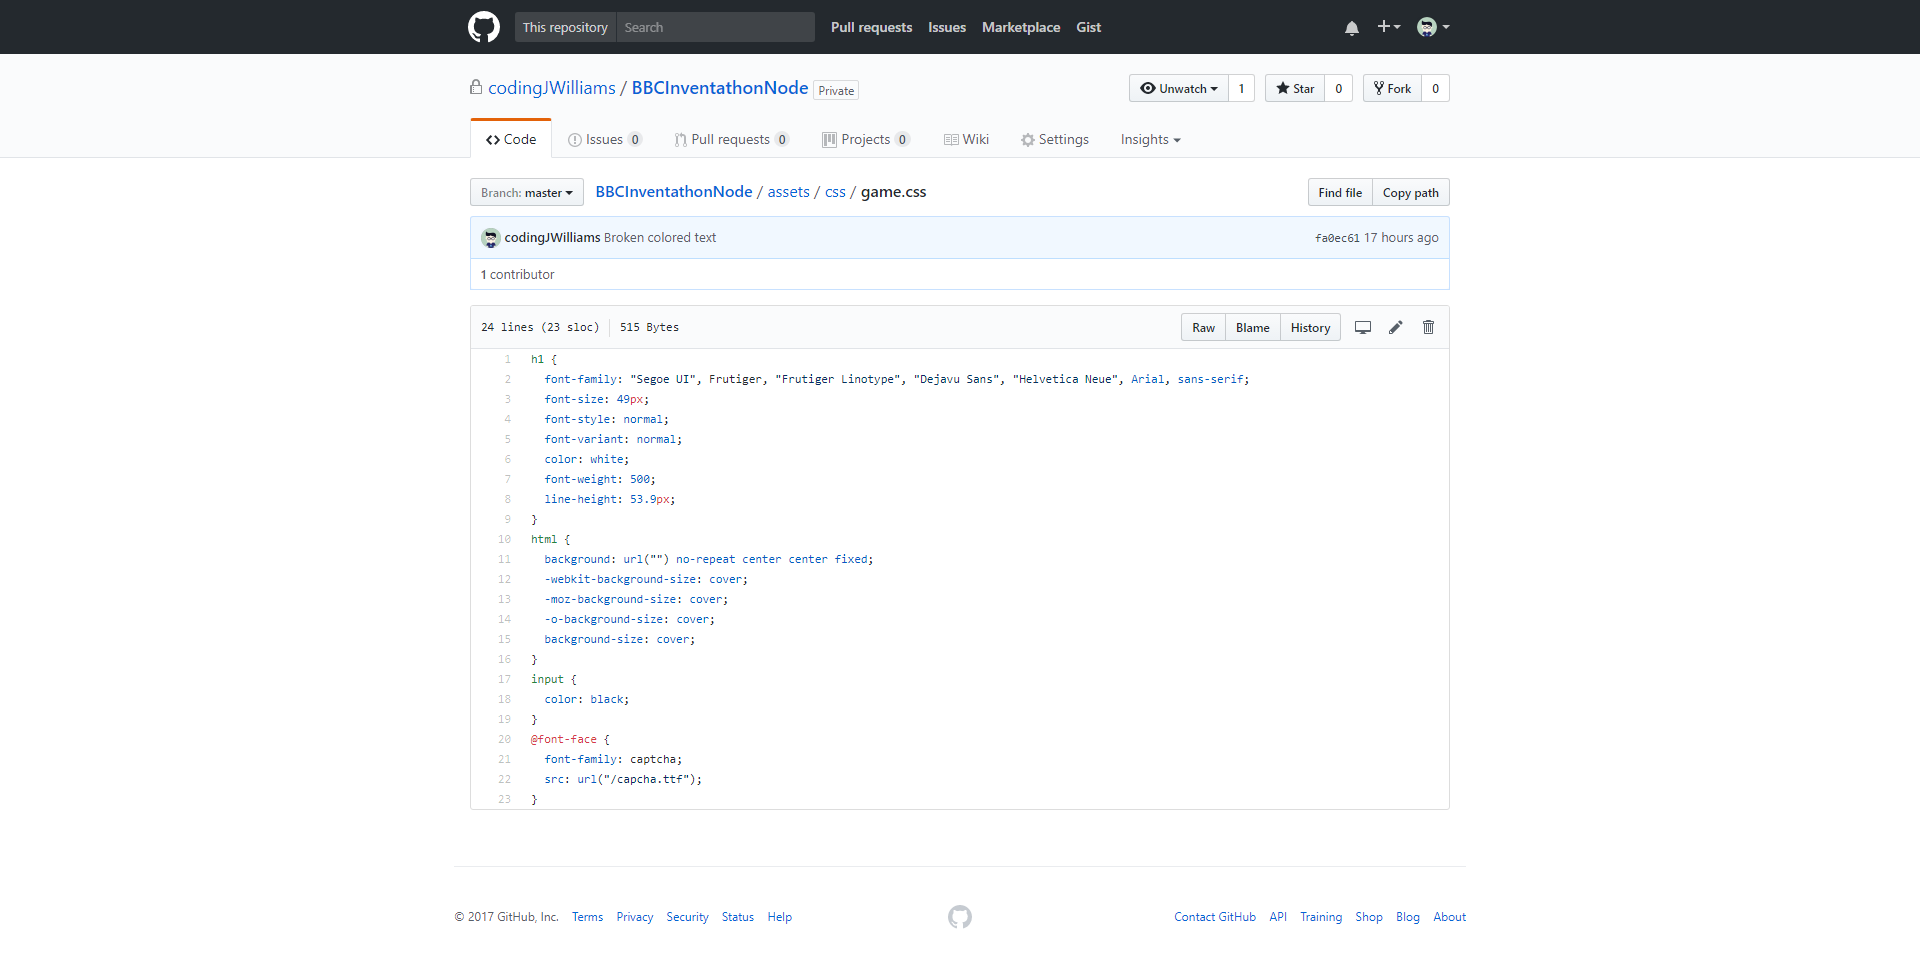 This repository Search Pull requests Issues Marketplace Gist
codingJWilliams / BBCInventathonNode Private Unwatch 1 Star 0 Fork 0
Code Issues 0 Pull requests 0 Projects 0 Wiki Settings Insights
Branch: master BBCInventathonNode / assets / css / game.css Find file Copy path
codingJWilliams Broken colored text fa0ec61 17 hours ago
1 contributor
24 lines (23 sloc) 515 Bytes Raw Blame History
1 h1 {
2 font-family: "Segoe UI", Frutiger, "Frutiger Linotype", "Dejavu Sans", "Helvetica Neue", Arial, sans-serif;
3 font-size: 49px;
4 font-style: normal;
5 font-variant: normal;
6 color: white;
7 font-weight: 500;
8 line-height: 53.9px;
9 }
10 html {
11 background: url("") no-repeat center center fixed;
12 -webkit-background-size: cover;
13 -moz-background-size: cover;
14 -o-background-size: cover;
15 background-size: cover;
16 }
17 input {
18 color: black;
19 }
20 @font-face {
21 font-family: captcha;
22 src: url("/capcha.ttf");
23 }
© 2017 GitHub, Inc. Terms Privacy Security Status Help Contact GitHub API Training Shop Blog About